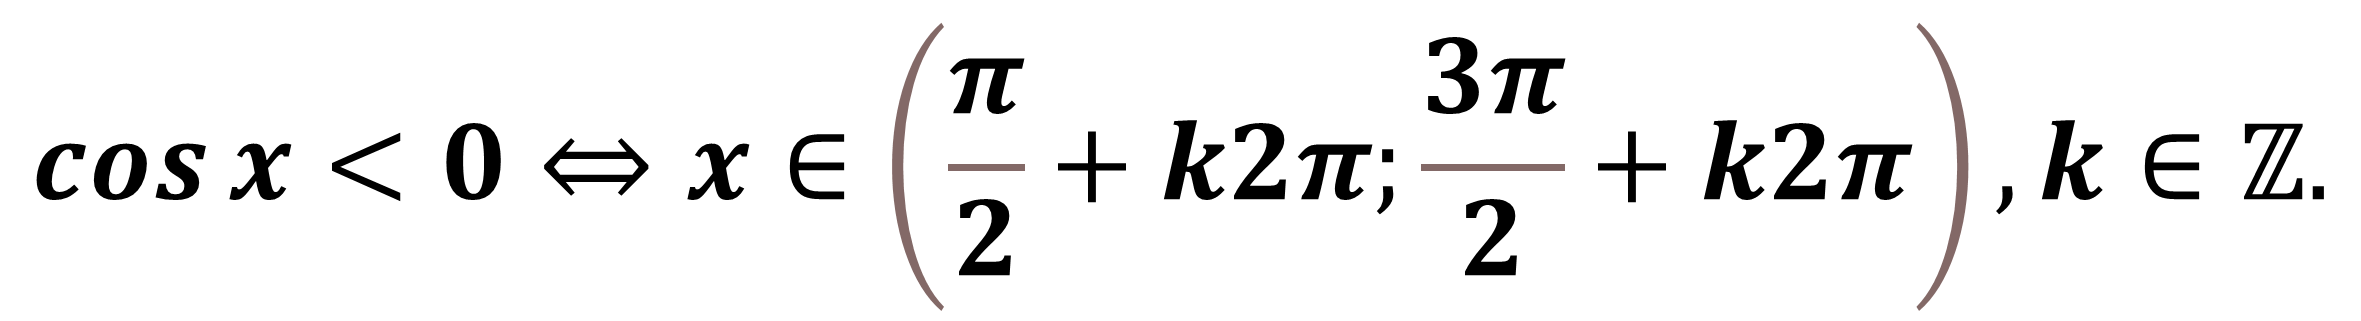 cos x < 0 ⇔ x ∈ (π/2 + k2π; 3π/2 + k2π), k ∈ ℤ.